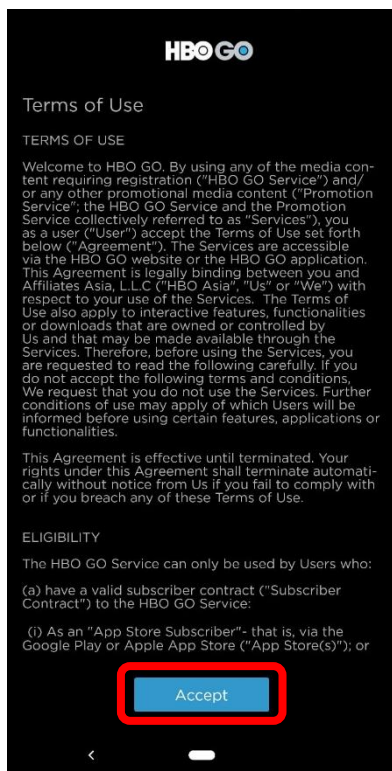 HBO GO
Terms of Use
TERMS OF USE
Welcome to HBO GO. By using any of the media con-
tent requiring registration ("HBO GO Service") and/
or any other promotional media content ("Promotion
Service"; the HBO GO Service and the Promotion
Service collectively referred to as "Services"), you
as a user ("User") accept the Terms of Use set forth
below ("Agreement"). The Services are accessible
via the HBO GO website or the HBO GO application.
This Agreement is legally binding between you and
Affiliates Asia, L.L.C ("HBO Asia", "Us" or "We") with
respect to your use of the Services.  The Terms of
Use also apply to interactive features, functionalities
or downloads that are owned or controlled by
Us and that may be made available through the
Services. Therefore, before using the Services, you
are requested to read the following carefully. If you
do not accept the following terms and conditions,
We request that you do not use the Services. Further
conditions of use may apply of which Users will be
informed before using certain features, applications or
functionalities.
This Agreement is effective until terminated. Your
rights under this Agreement shall terminate automati-
cally without notice from Us if you fail to comply with
or if you breach any of these Terms of Use.
ELIGIBILITY
The HBO GO Service can only be used by Users who:
(a) have a valid subscriber contract ("Subscriber
Contract") to the HBO GO Service:
(i) As an "App Store Subscriber"- that is, via the
Google Play or Apple App Store ("App Store(s)"); or
Accept